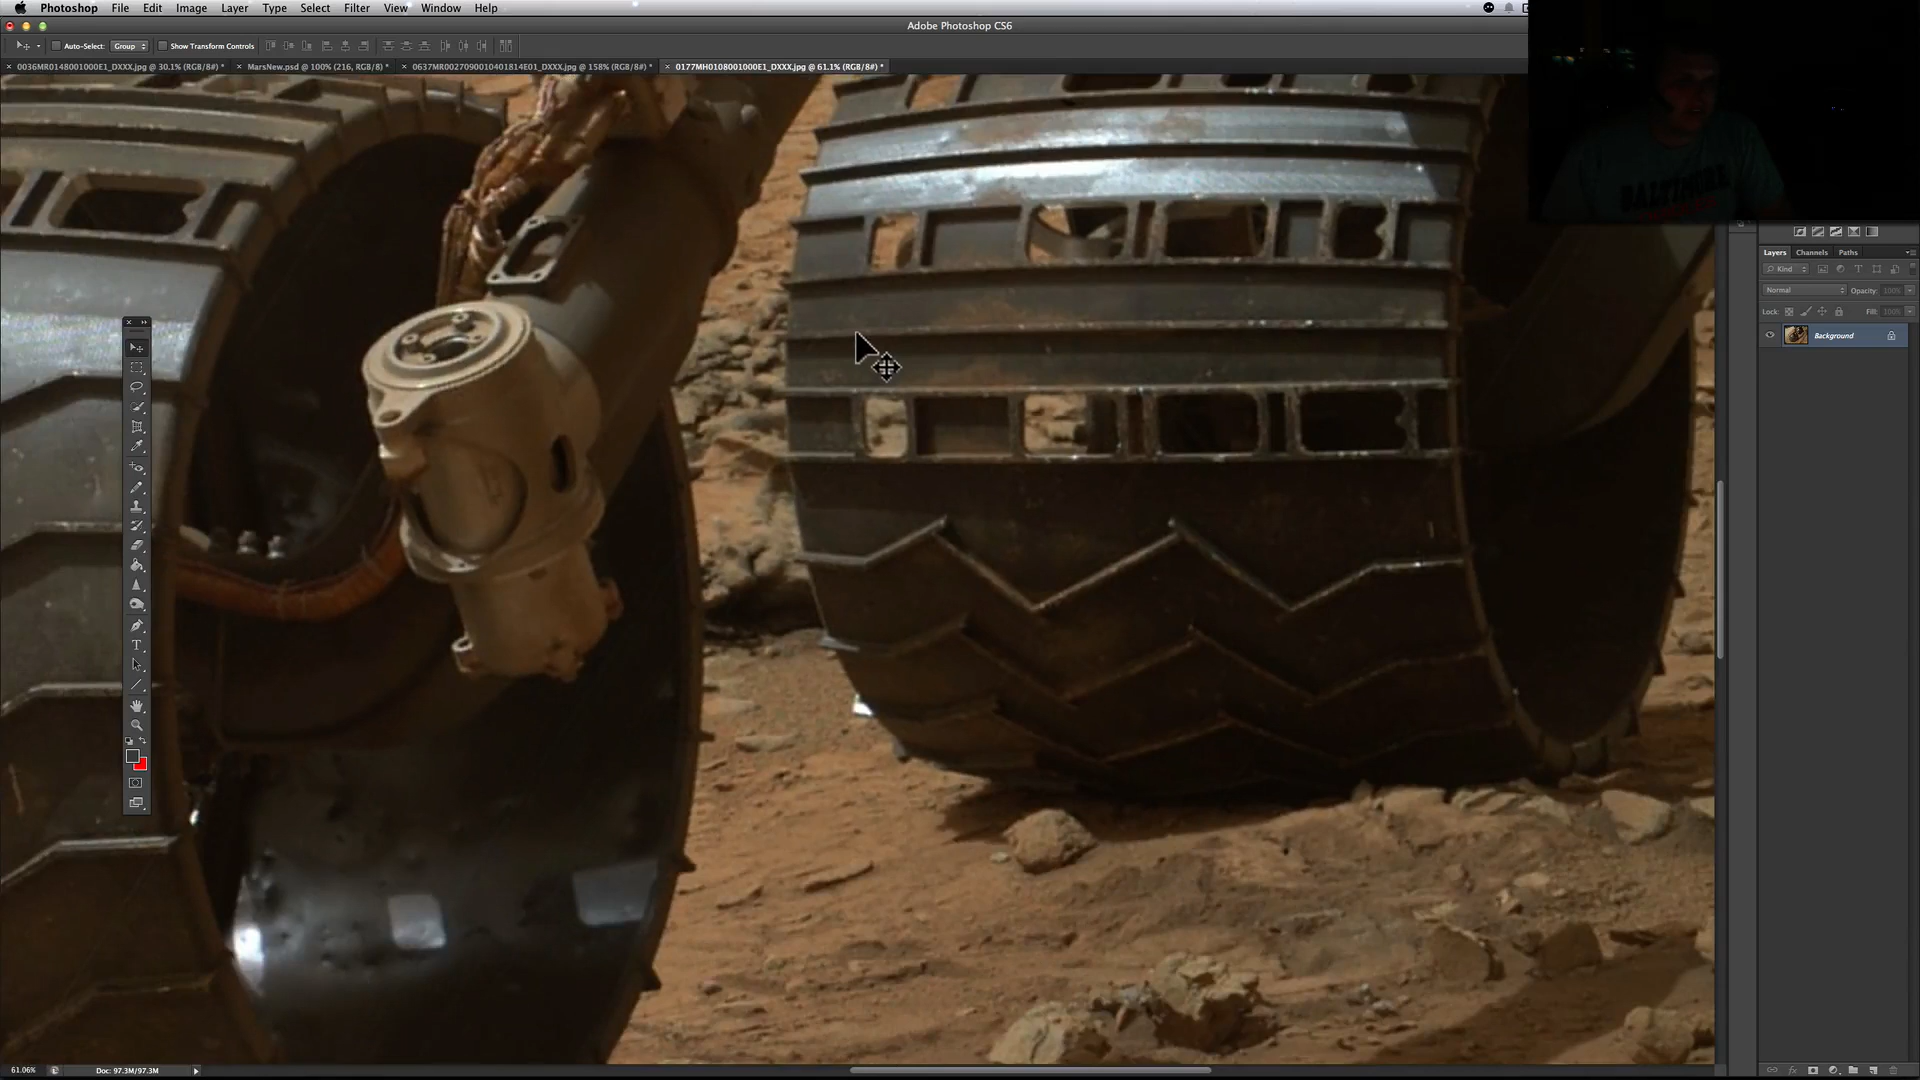 Photoshop File Edit Image Layer Type Select Filter View Window Help
Adobe Photoshop CS6
Auto-Select: Group Show Transform Controls
0036MR0148001000E1_DXXX.jpg @ 30.1% (RGB/8#) * MarsNew.psd @ 100% (216, RGB/8) * 0637MR0027090010401814E01_DXXX.jpg @ 158% (RGB/8#) * 0177MH0108001000E1_DXXX.jpg @ 61.1% (RGB/8#) *
BALTIMORE
Layers Channels Paths
Kind
Normal Opacity: 100%
Lock: Fill: 100%
Background
61.06% Doc: 97.3M/97.3M